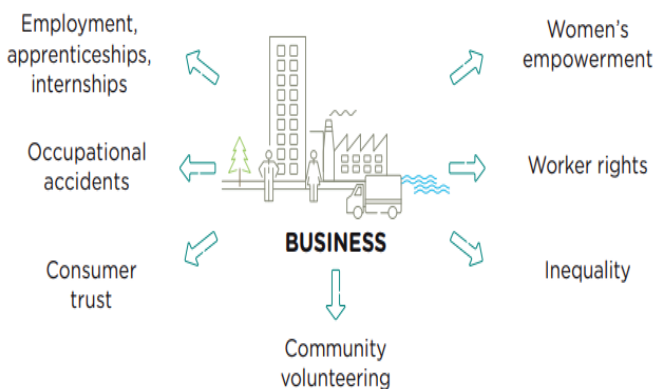 Employment,
apprenticeships,
internships
Women's
empowerment
Occupational
accidents
Worker rights
BUSINESS
Consumer
trust
Inequality
Community
volunteering